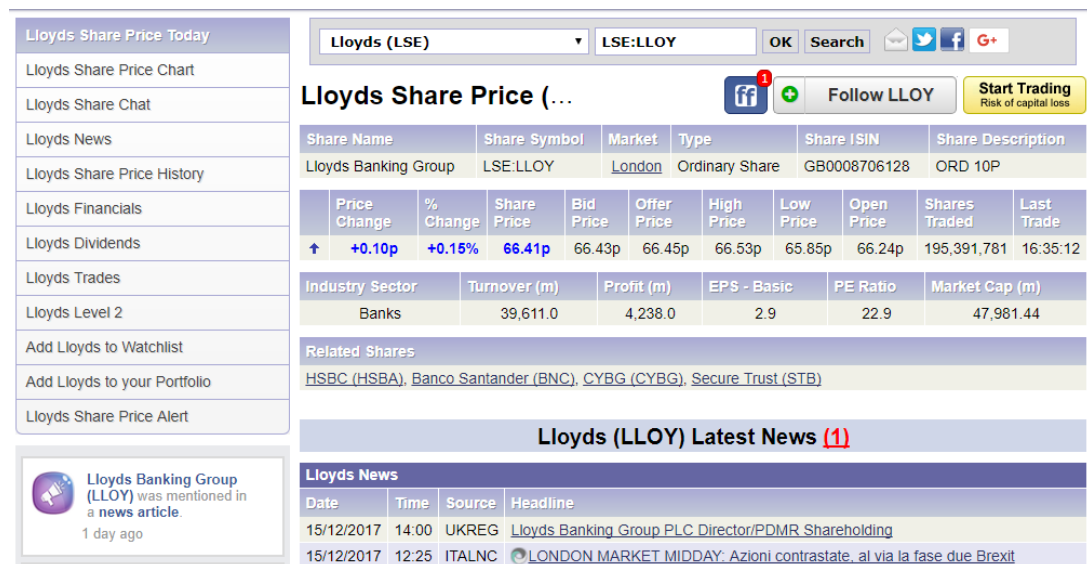 Lloyds Share Price Today
Lloyds Share Price Chart
Lloyds Share Chat
Lloyds News
Lloyds Share Price History
Lloyds Financials
Lloyds Dividends
Lloyds Trades
Lloyds Level 2
Add Lloyds to Watchlist
Add Lloyds to your Portfolio
Lloyds Share Price Alert
Lloyds Banking Group
(LLOY) was mentioned in
a news article.
1 day ago
Lloyds (LSE) LSE:LLOY OK Search G+
Lloyds Share Price (... ff 1 Follow LLOY Start Trading
Risk of capital loss
Share Name Share Symbol Market Type Share ISIN Share Description
Lloyds Banking Group LSE:LLOY London Ordinary Share GB0008706128 ORD 10P
Price Change % Change Share Price Bid Price Offer Price High Price Low Price Open Price Shares Traded Last Trade
+0.10p +0.15% 66.41p 66.43p 66.45p 66.53p 65.85p 66.24p 195,391,781 16:35:12
Industry Sector Turnover (m) Profit (m) EPS - Basic PE Ratio Market Cap (m)
Banks 39,611.0 4,238.0 2.9 22.9 47,981.44
Related Shares
HSBC (HSBA), Banco Santander (BNC), CYBG (CYBG), Secure Trust (STB)
Lloyds (LLOY) Latest News (1)
Lloyds News
Date Time Source Headline
15/12/2017 14:00 UKREG Lloyds Banking Group PLC Director/PDMR Shareholding
15/12/2017 12:25 ITALNC LONDON MARKET MIDDAY: Azioni contrastate, al via la fase due Brexit